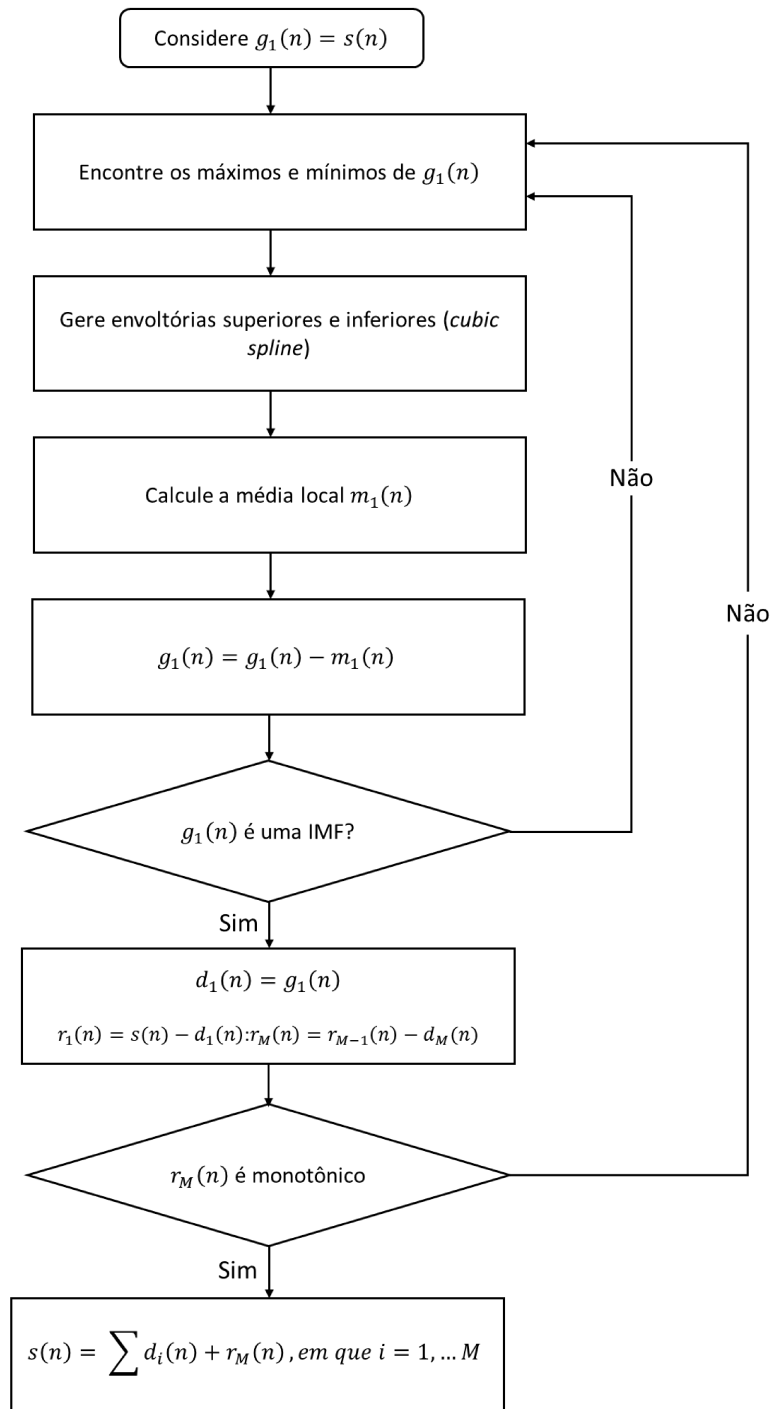 Considere g₁(n) = s(n)
Encontre os máximos e mínimos de g₁(n)
Gere envoltórias superiores e inferiores (cubic
spline)
Calcule a média local m₁(n)
Não
g₁(n) = g₁(n) − m₁(n)
Não
g₁(n) é uma IMF?
Sim
d₁(n) = g₁(n)
r₁(n) = s(n) − d₁(n):r_M(n) = r_{M−1}(n) − d_M(n)
r_M(n) é monotônico
Sim
s(n) = ∑ dᵢ(n) + r_M(n) , em que i = 1, … M